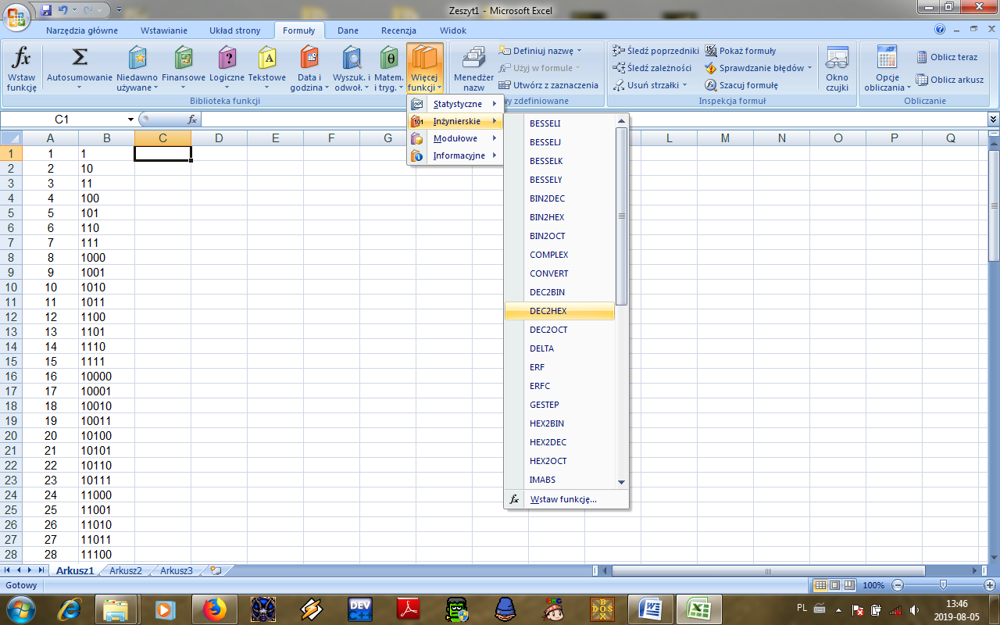 Zeszyt1 - Microsoft Excel
Narzędzia główne Wstawianie Układ strony Formuły Dane Recenzja Widok
Wstaw funkcję
Autosumowanie
Niedawno używane
Finansowe
Logiczne
Tekstowe
Data i godzina
Wyszuk. i odwoł.
Matem. i tryg.
Więcej funkcji
Biblioteka funkcji
Menedżer nazw
Definiuj nazwę
Użyj w formule
Utwórz z zaznaczenia
y zdefiniowane
Śledź poprzedniki
Śledź zależności
Usuń strzałki
Pokaż formuły
Sprawdzanie błędów
Szacuj formułę
Okno czujki
Inspekcja formuł
Opcje obliczania
Oblicz teraz
Oblicz arkusz
Obliczanie
C1 fx
Statystyczne
Inżynierskie
Modułowe
Informacyjne
BESSELI
BESSELJ
BESSELK
BESSELY
BIN2DEC
BIN2HEX
BIN2OCT
COMPLEX
CONVERT
DEC2BIN
DEC2HEX
DEC2OCT
DELTA
ERF
ERFC
GESTEP
HEX2BIN
HEX2DEC
HEX2OCT
IMABS
fx Wstaw funkcję...
A B C D E F G L M N O P Q
1 1 1
2 2 10
3 3 11
4 4 100
5 5 101
6 6 110
7 7 111
8 8 1000
9 9 1001
10 10 1010
11 11 1011
12 12 1100
13 13 1101
14 14 1110
15 15 1111
16 16 10000
17 17 10001
18 18 10010
19 19 10011
20 20 10100
21 21 10101
22 22 10110
23 23 10111
24 24 11000
25 25 11001
26 26 11010
27 27 11011
28 28 11100
Arkusz1 Arkusz2 Arkusz3
Gotowy 100%
DEV C++
DOS BOX
PL 13:46
2019-08-05